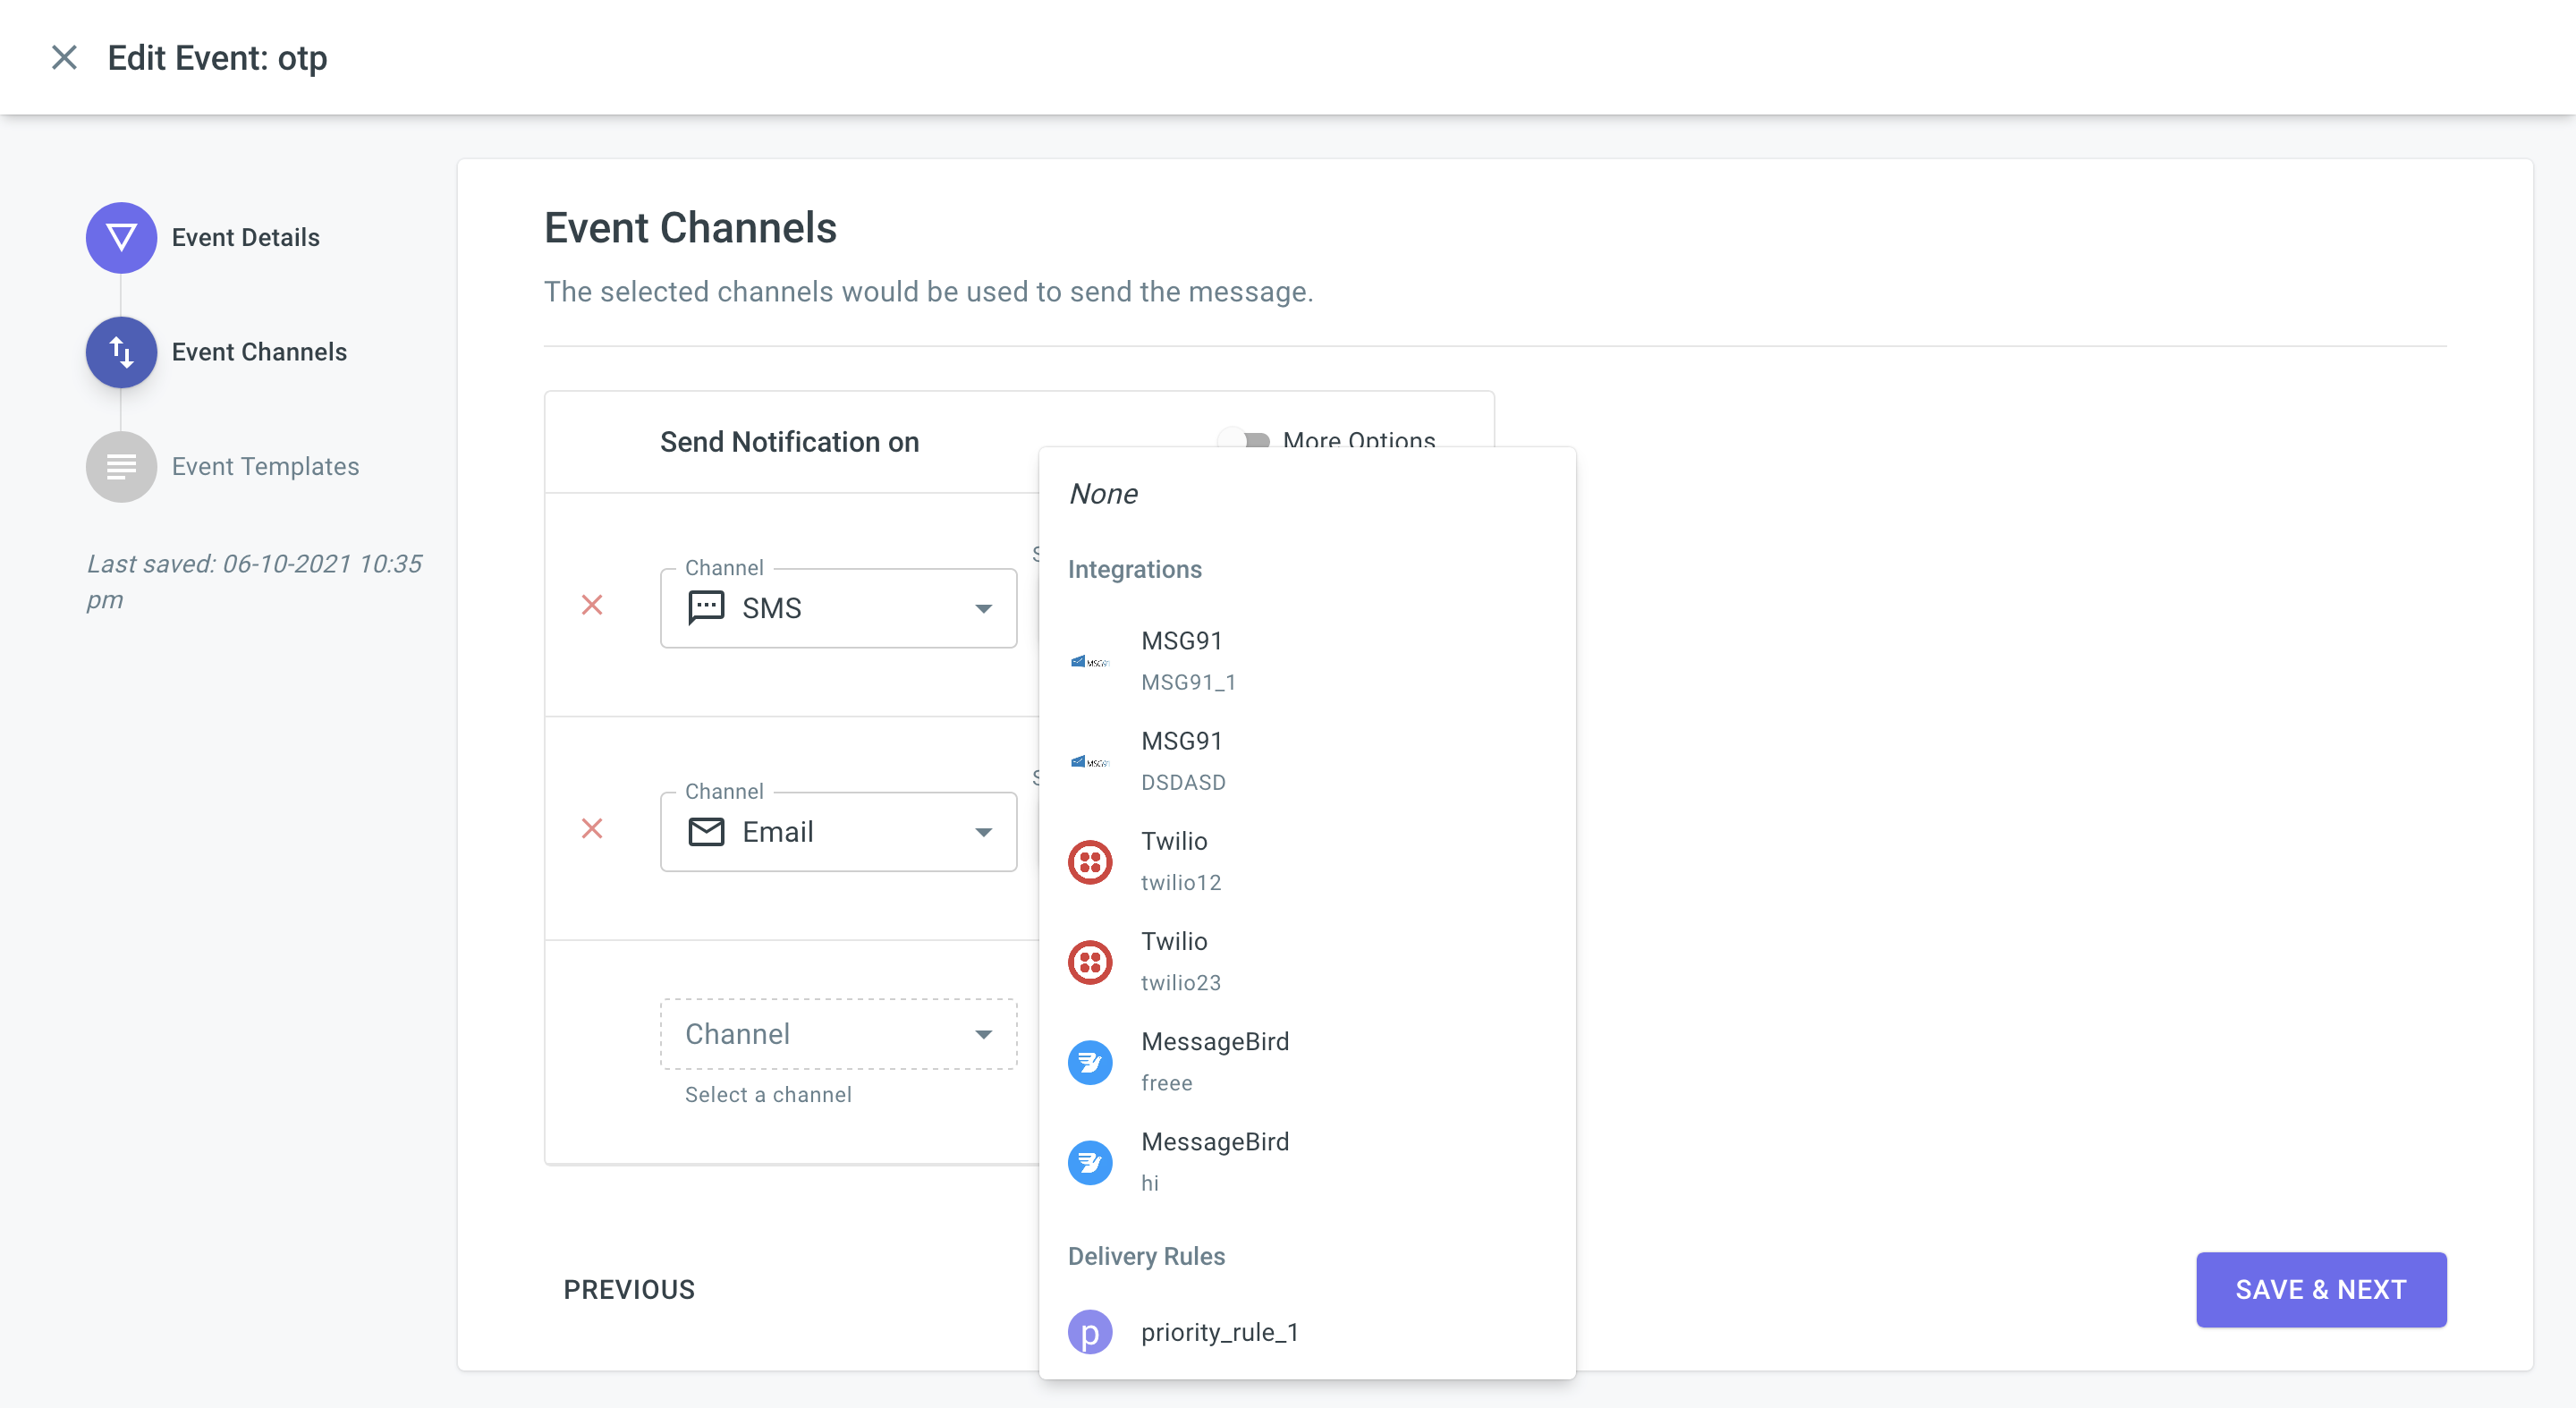 Edit Event: otp
Event Details
Event Channels
Event Templates
Last saved: 06-10-2021 10:35
pm
Event Channels
The selected channels would be used to send the message.
Send Notification on
More Options
Channel
SMS
Channel
Email
Channel
Select a channel
None
Integrations
MSG91
MSG91_1
MSG91
DSDASD
Twilio
twilio12
Twilio
twilio23
MessageBird
freee
MessageBird
hi
Delivery Rules
p priority_rule_1
PREVIOUS
SAVE & NEXT